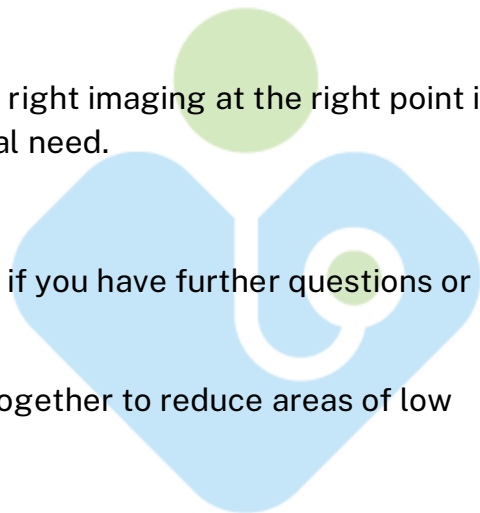 right imaging at the right point i
al need.
if you have further questions or
ogether to reduce areas of low